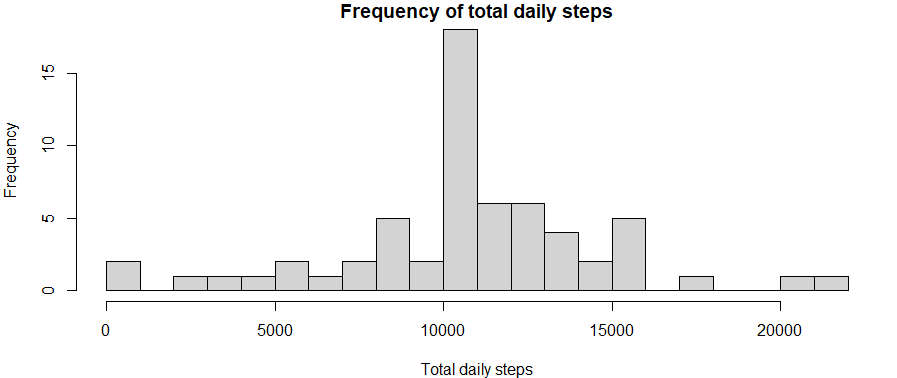 Frequency of total daily steps
15
10
5
0
Frequency
0 5000 10000 15000 20000
Total daily steps